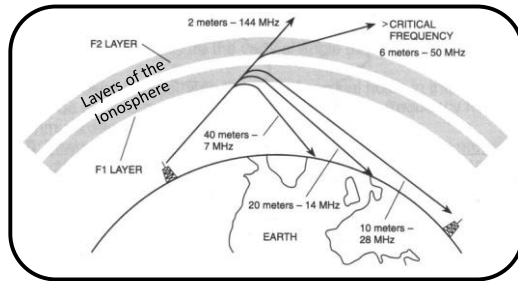 2 meters – 144 MHz
>CRITICAL
FREQUENCY
6 meters – 50 MHz
F2 LAYER
Layers of the
Ionosphere
F1 LAYER
40 meters –
7 MHz
20 meters – 14 MHz
10 meters –
28 MHz
EARTH